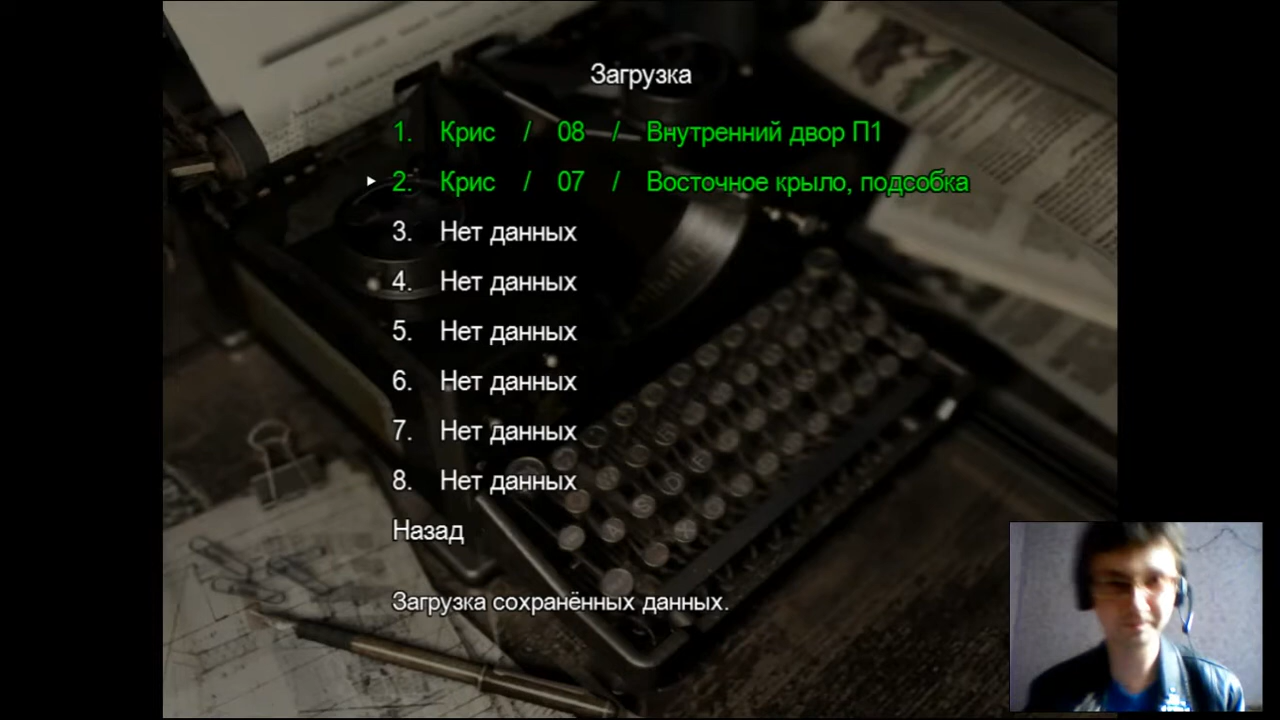 Загрузка
1. Крис / 08 / Внутренний двор П1
2. Крис / 07 / Восточное крыло, подсобка
3. Нет данных
4. Нет данных
5. Нет данных
6. Нет данных
7. Нет данных
8. Нет данных
Назад
Загрузка сохранённых данных.